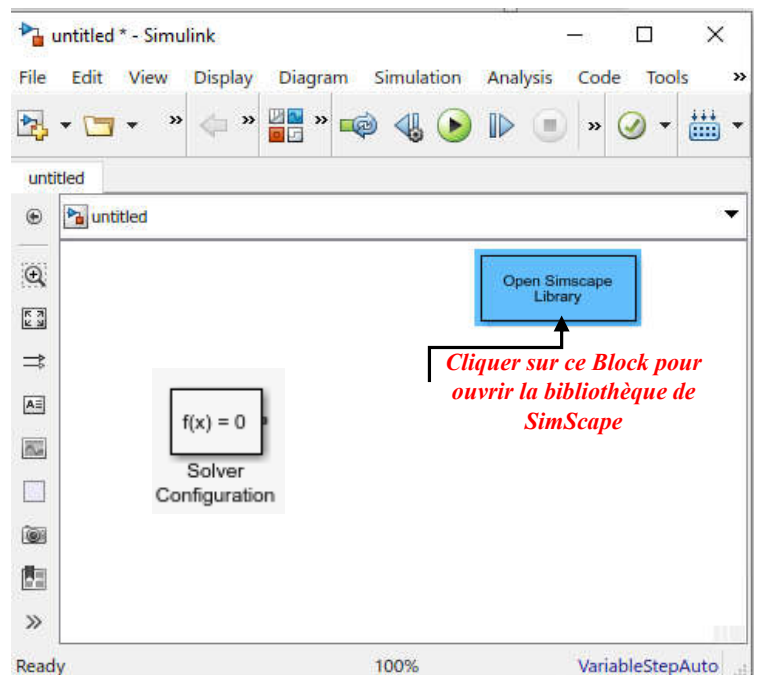 untitled * - Simulink
File Edit View Display Diagram Simulation Analysis Code Tools »
untitled
untitled
Open Simscape
Library
Cliquer sur ce Block pour
ouvrir la bibliothèque de
SimScape
f(x) = 0
Solver
Configuration
Ready 100% VariableStepAuto